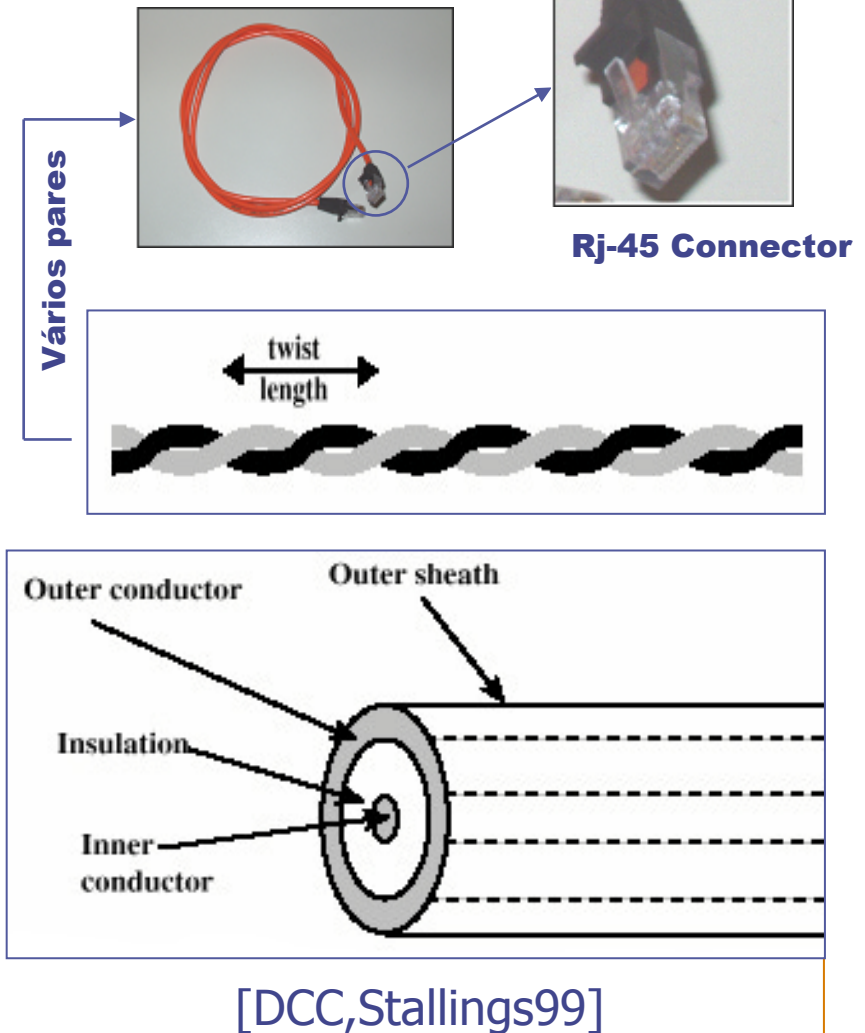 Vários pares
Rj-45 Connector
twist
length
Outer conductor
Outer sheath
Insulation
Inner
conductor
[DCC,Stallings99]